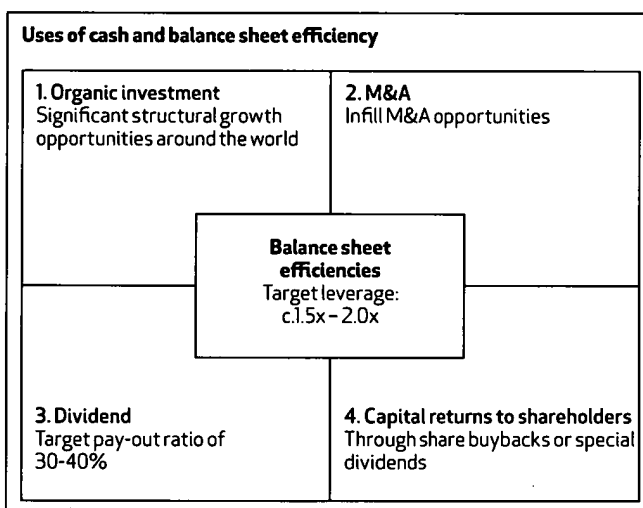 Uses of cash and balance sheet efficiency
1. Organic investment
Significant structural growth
opportunities around the world
2. M&A
Infill M&A opportunities
Balance sheet
efficiencies
Target leverage:
c.1.5x – 2.0x
3. Dividend
Target pay-out ratio of
30-40%
4. Capital returns to shareholders
Through share buybacks or special
dividends